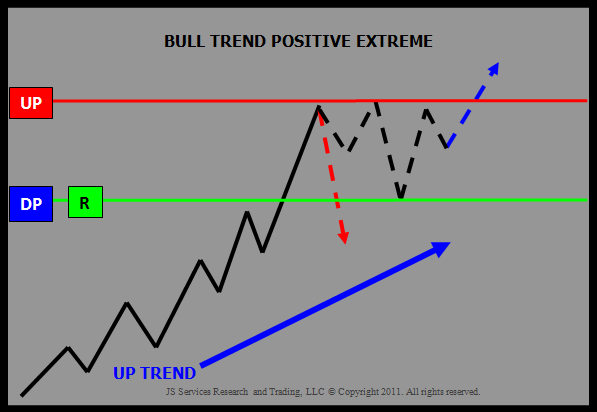 BULL TREND POSITIVE EXTREME
UP
DP R
UP TREND
JS Services Research and Trading, LLC © Copyright 2011. All rights reserved.